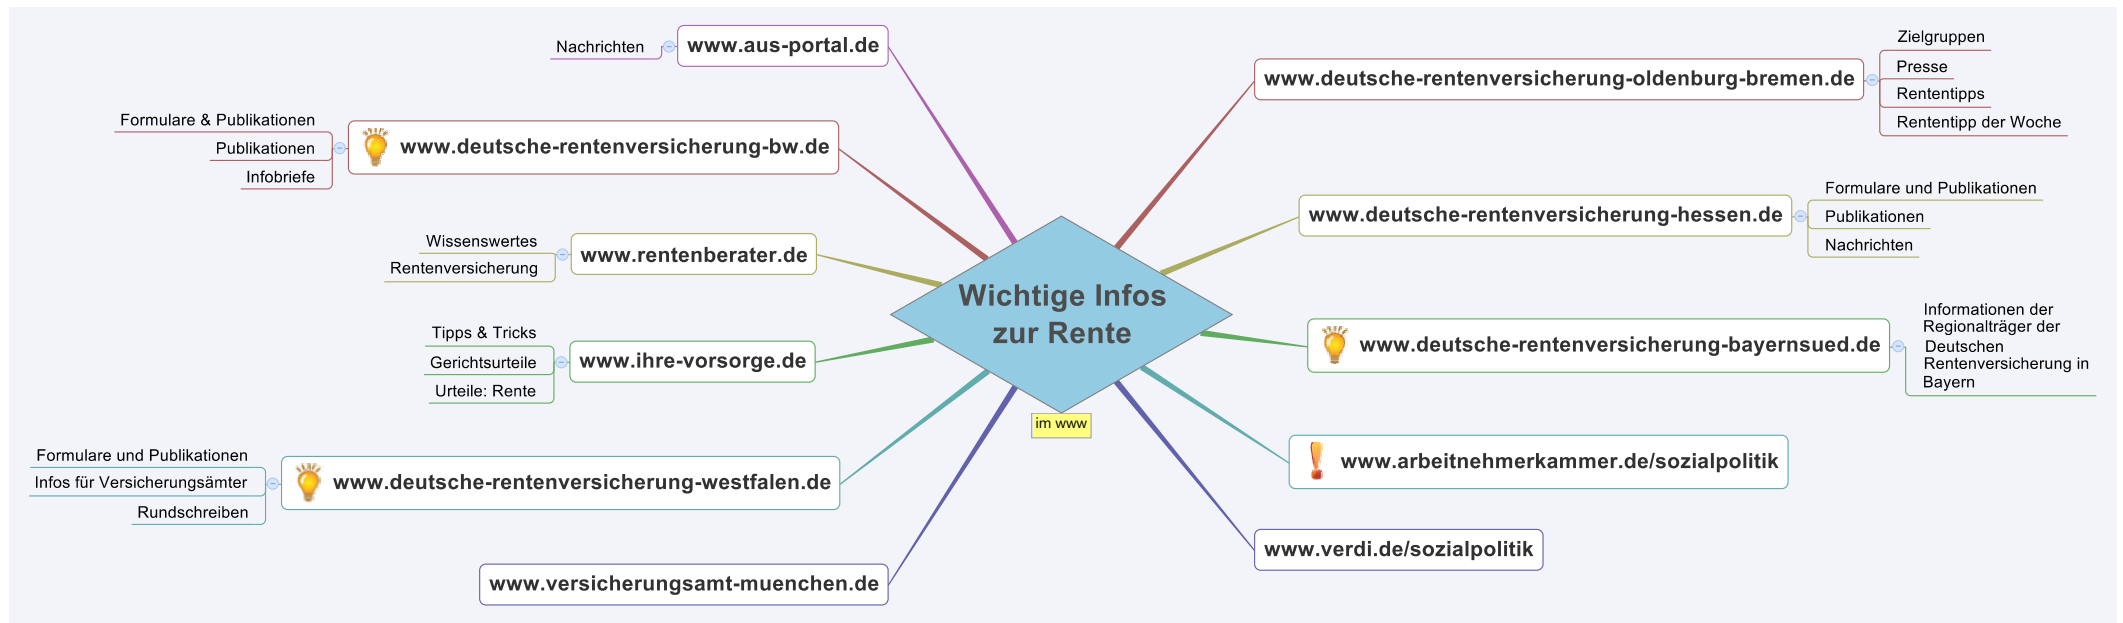 Wichtige Infos
zur Rente
im www
www.deutsche-rentenversicherung-oldenburg-bremen.de
Zielgruppen
Presse
Rententipps
Rententipp der Woche
www.deutsche-rentenversicherung-hessen.de
Formulare und Publikationen
Publikationen
Nachrichten
www.deutsche-rentenversicherung-bayernsued.de
Informationen der
Regionalträger der
Deutschen
Rentenversicherung in
Bayern
www.arbeitnehmerkammer.de/sozialpolitik
www.verdi.de/sozialpolitik
www.aus-portal.de
Nachrichten
www.deutsche-rentenversicherung-bw.de
Formulare & Publikationen
Publikationen
Infobriefe
www.rentenberater.de
Wissenswertes
Rentenversicherung
www.ihre-vorsorge.de
Tipps & Tricks
Gerichtsurteile
Urteile: Rente
www.deutsche-rentenversicherung-westfalen.de
Formulare und Publikationen
Infos für Versicherungsämter
Rundschreiben
www.versicherungsamt-muenchen.de